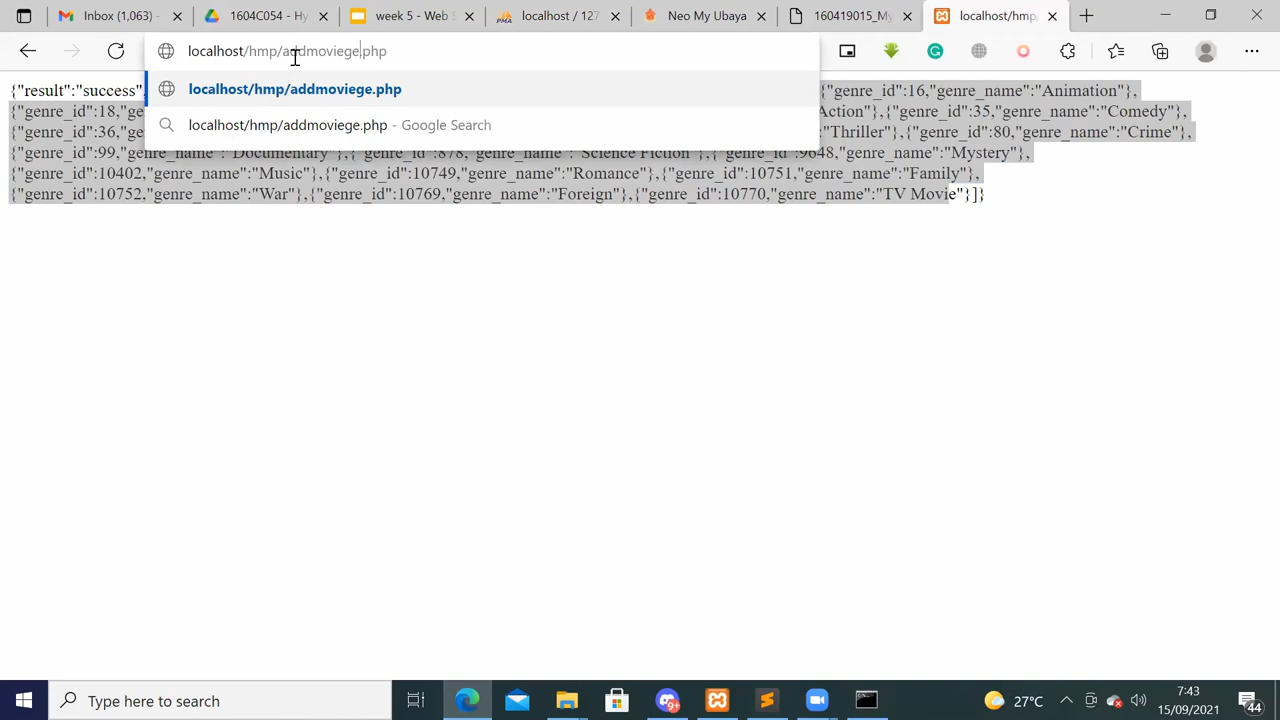 Inbox (1,063) -
1604C054 - Hy
week 5 - Web S
localhost / 127
teo My Ubaya
160419015_My
localhost/hmp/
localhost/hmp/addmoviege.php
localhost/hmp/addmoviege.php
localhost/hmp/addmoviege.php - Google Search
{"result":"success", {"genre_id":16,"genre_name":"Animation"},
{"genre_id":18,"ge Action"},{"genre_id":35,"genre_name":"Comedy"},
{"genre_id":36,"ge "Thriller"},{"genre_id":80,"genre_name":"Crime"},
{"genre_id":99,"genre_name":"Documentary"},{"genre_id":878,"genre_name":"Science Fiction"},{"genre_id":9648,"genre_name":"Mystery"},
{"genre_id":10402,"genre_name":"Music"},{"genre_id":10749,"genre_name":"Romance"},{"genre_id":10751,"genre_name":"Family"},
{"genre_id":10752,"genre_name":"War"},{"genre_id":10769,"genre_name":"Foreign"},{"genre_id":10770,"genre_name":"TV Movie"}]}
Type here to search
9+
27°C
7:43
15/09/2021
44